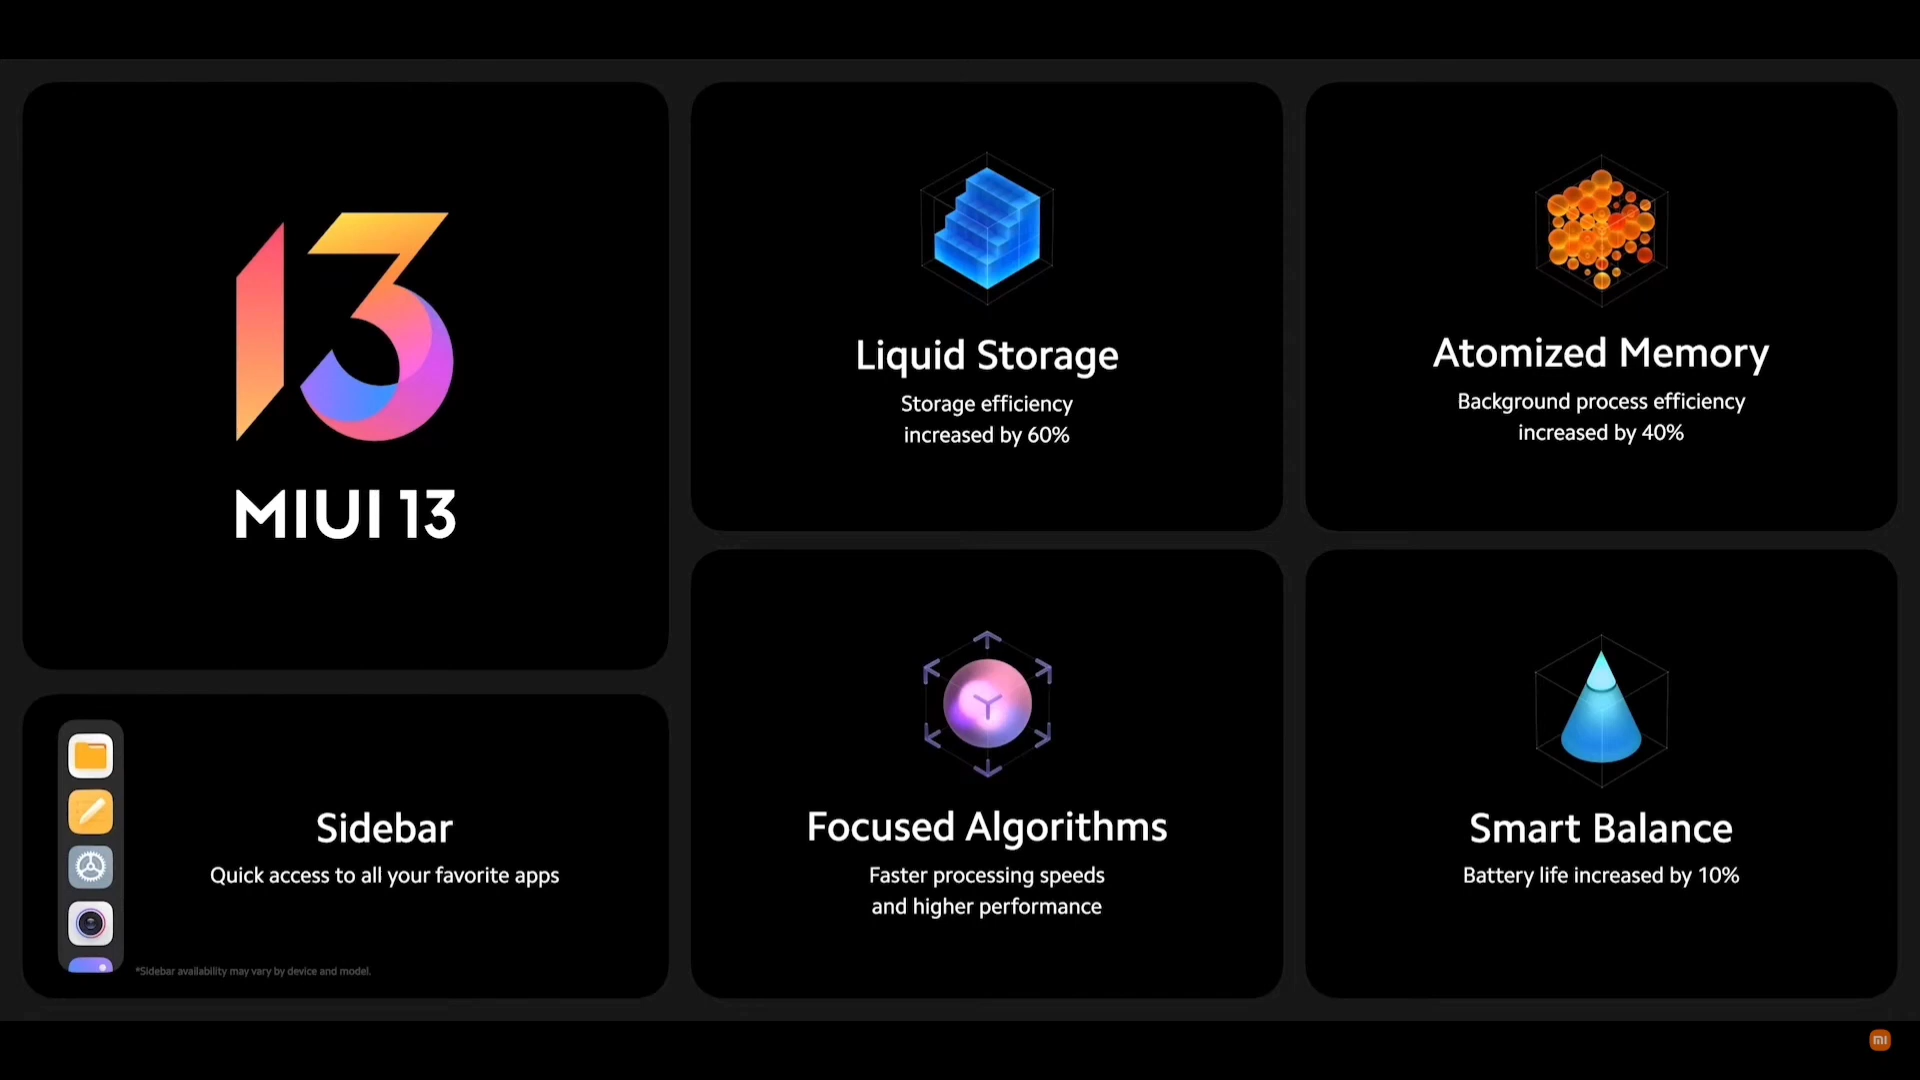 13
MIUI 13
Liquid Storage
Storage efficiency
increased by 60%
Atomized Memory
Background process efficiency
increased by 40%
Sidebar
Quick access to all your favorite apps
*Sidebar availability may vary by device and model.
Focused Algorithms
Faster processing speeds
and higher performance
Smart Balance
Battery life increased by 10%
mi